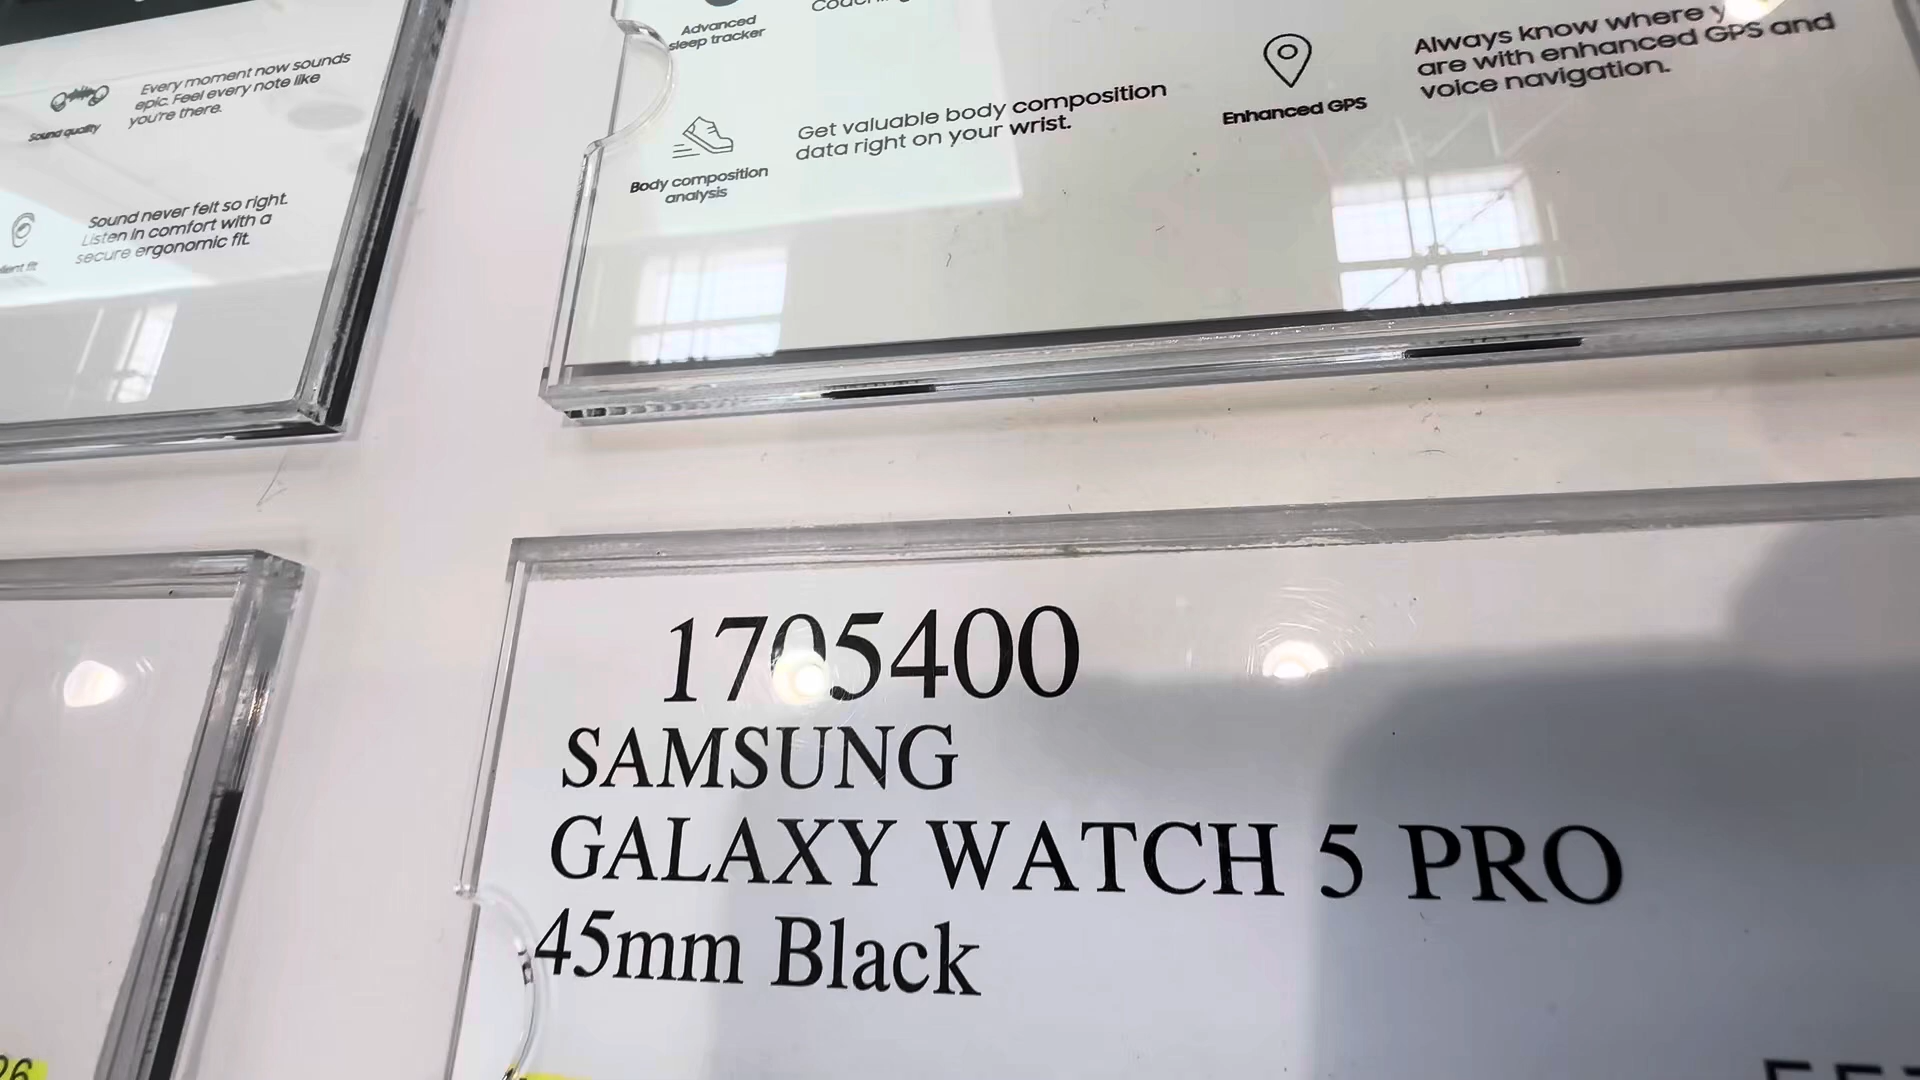 Every moment now sounds
epic. Feel every note like
you're there.
Sound quality
Sound never felt so right.
Listen in comfort with a
secure ergonomic fit.
fit
Advanced
sleep tracker
Get valuable body composition
data right on your wrist.
Body composition
analysis
Always know where
are with enhanced GPS and
voice navigation.
Enhanced GPS
1705400
SAMSUNG
GALAXY WATCH 5 PRO
45mm Black